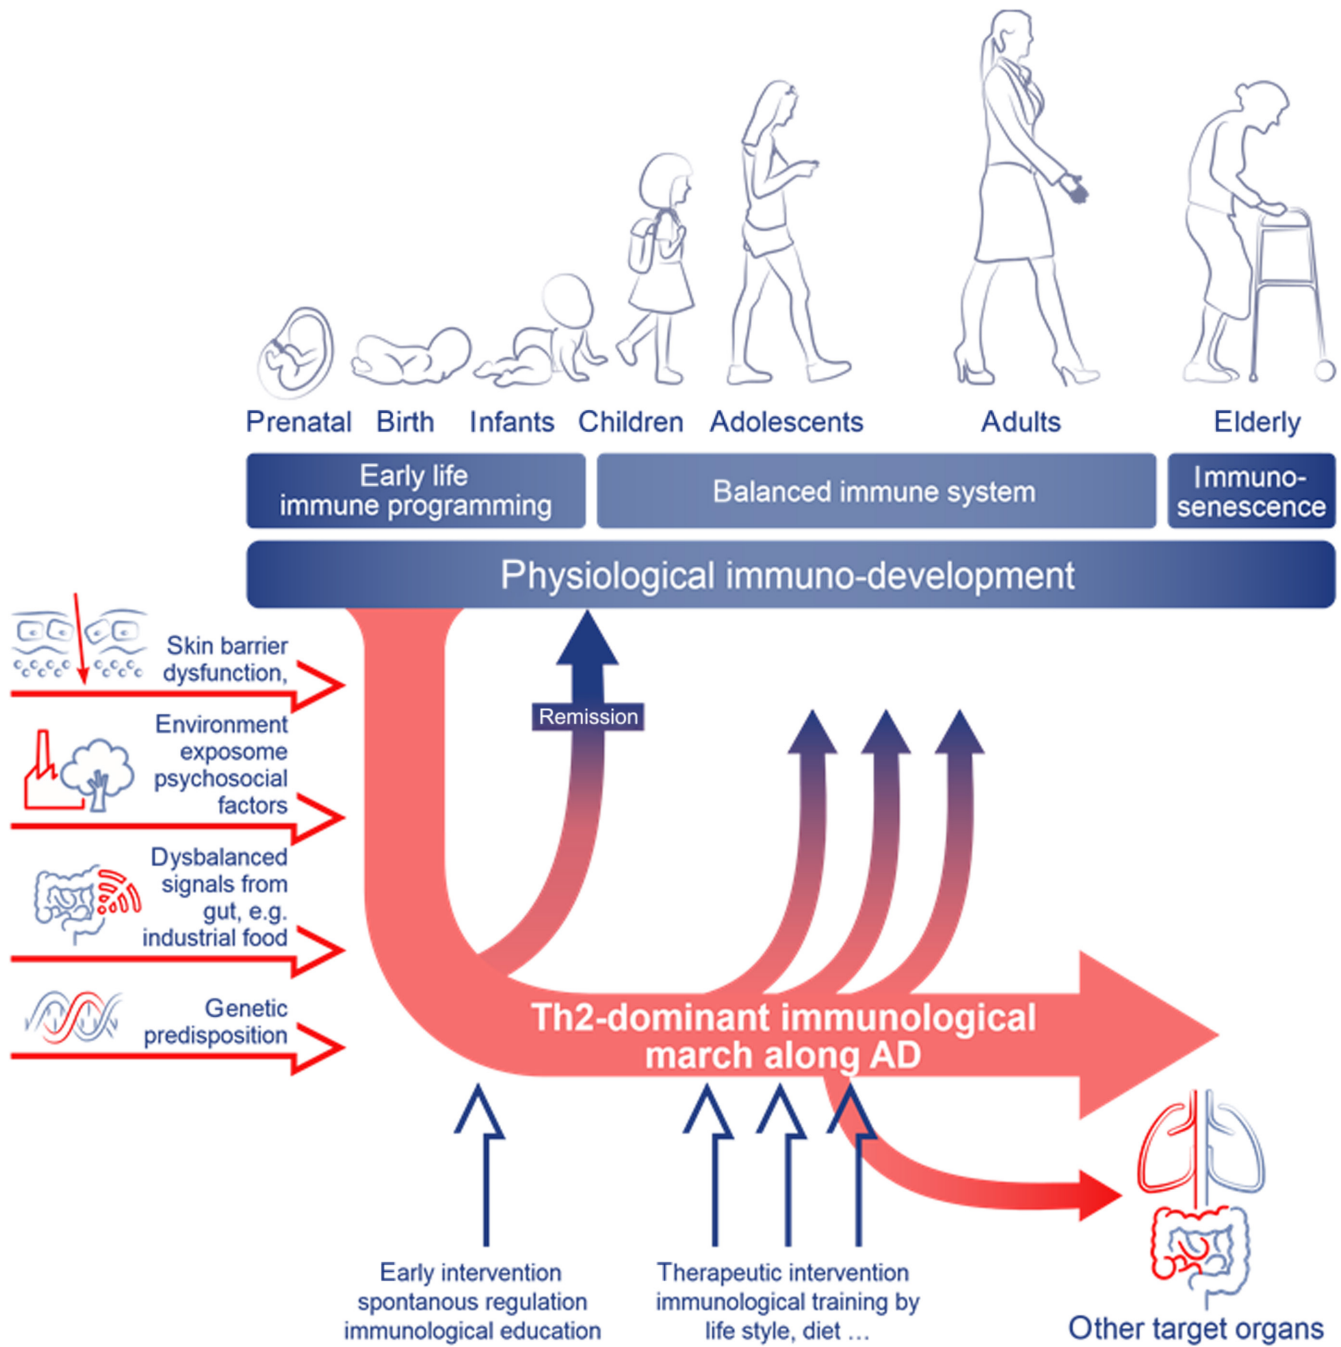 Prenatal
Birth
Infants
Children
Adolescents
Adults
Elderly
Early life
immune programming
Balanced immune system
Immuno-
senescence
Physiological immuno-development
Skin barrier
dysfunction,
Environment
exposome
psychosocial
factors
Dysbalanced
signals from
gut, e.g.
industrial food
Genetic
predisposition
Remission
Th2-dominant immunological
march along AD
Early intervention
spontanous regulation
immunological education
Therapeutic intervention
immunological training by
life style, diet ...
Other target organs